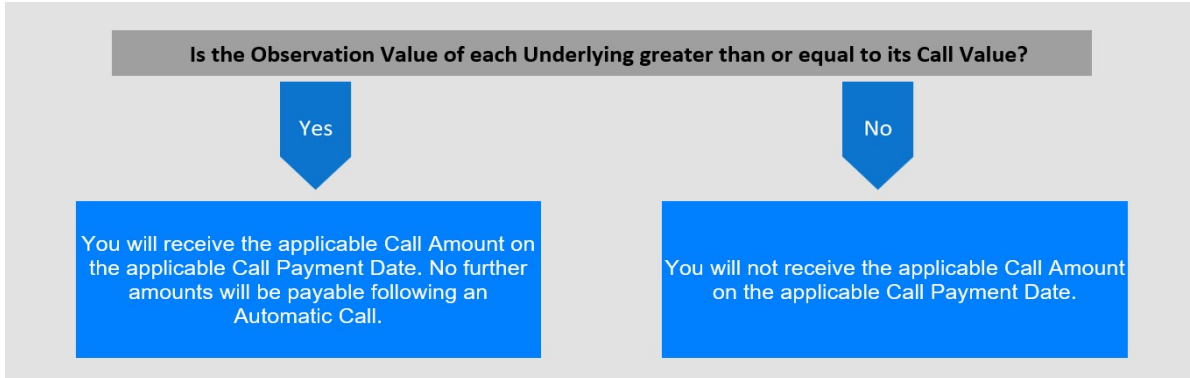 Is the Observation Value of each Underlying greater than or equal to its Call Value?
Yes
No
You will receive the applicable Call Amount on
the applicable Call Payment Date. No further
amounts will be payable following an
Automatic Call.
You will not receive the applicable Call Amount
on the applicable Call Payment Date.